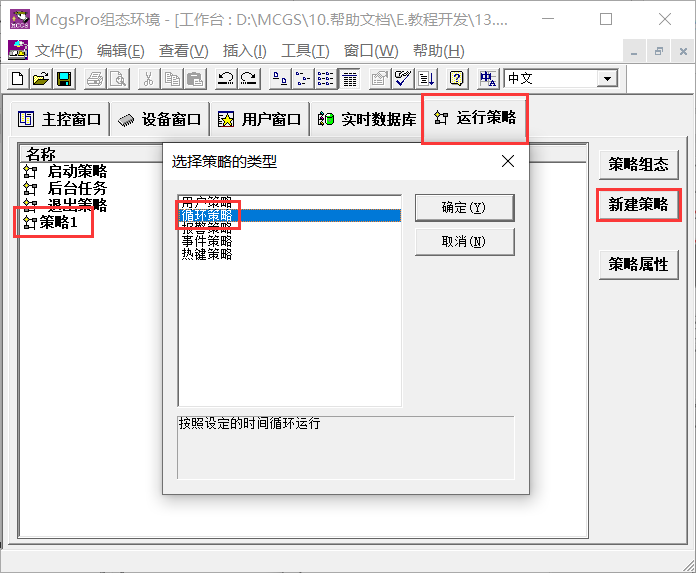 McgsPro组态环境 - [工作台 : D:\MCGS\10.帮助文档\E.教程开发\13....
文件(F) 编辑(E) 查看(V) 插入(I) 工具(T) 窗口(W) 帮助(H)
中文
主控窗口 设备窗口 用户窗口 实时数据库 运行策略
名称
启动策略
后台任务
退出策略
策略1
选择策略的类型
用户策略
循环策略
报警策略
事件策略
热键策略
确定(Y)
取消(N)
按照设定的时间循环运行
策略组态
新建策略
策略属性